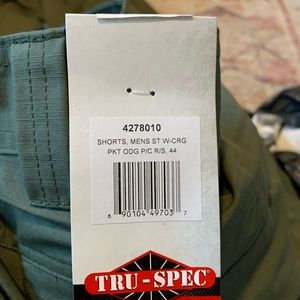 4278010
SHORTS, MENS ST W-CRG
PKT ODG P/C R/S, 44
6 90104 49703 7
TRU-SPEC®